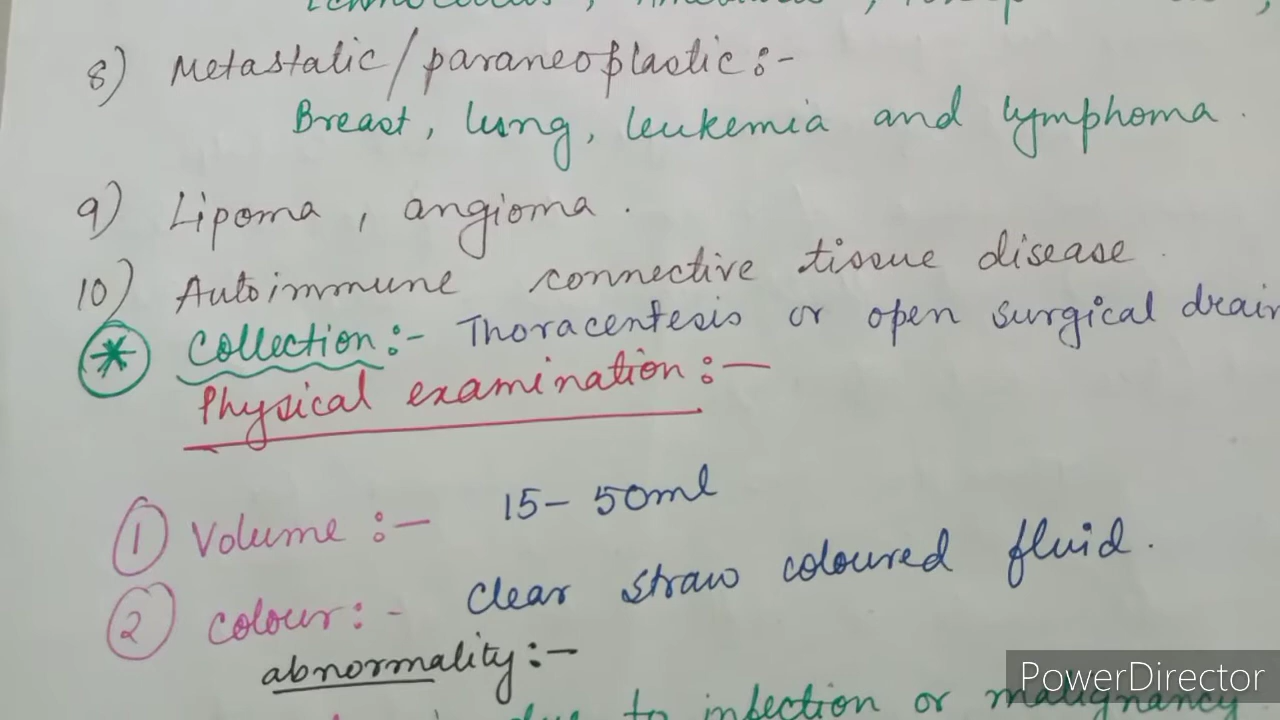 8) Metastatic/paraneoplastic :-
Breast, lung, leukemia and lymphoma.
9) Lipoma, angioma.
10) Autoimmune connective tissue disease.
* Collection :- Thoracentesis or open surgical drain
Physical examination :-
1 Volume :- 15-50ml
2 colour :- Clear straw coloured fluid.
abnormality :-
due to infection or malignancy
PowerDirector